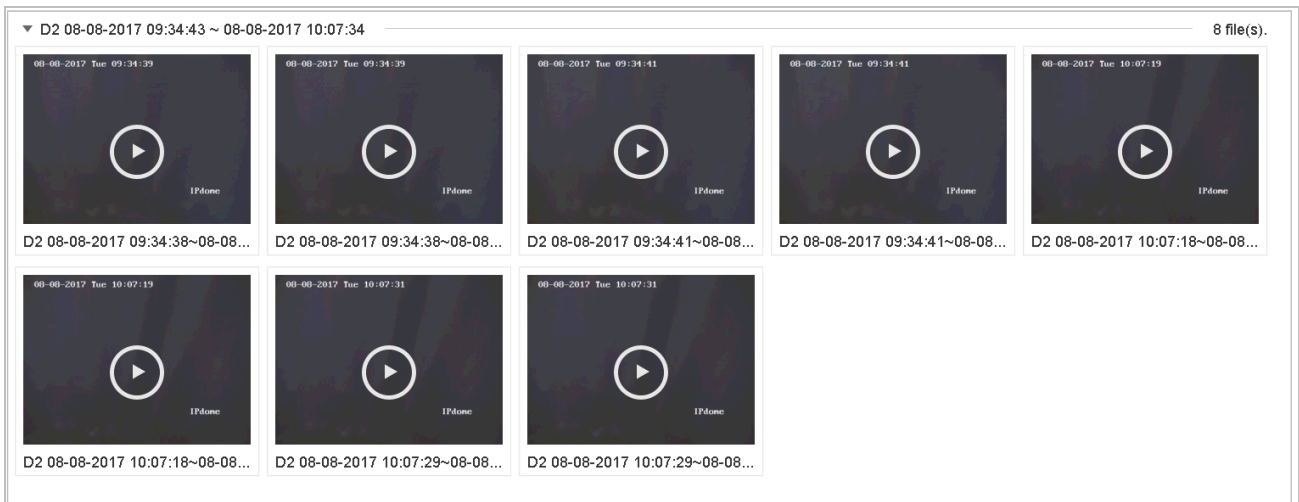 D2 08-08-2017 09:34:43 ~ 08-08-2017 10:07:34 8 file(s).
08-08-2017 Tue 09:34:39
IPdome
D2 08-08-2017 09:34:38~08-08...
08-08-2017 Tue 09:34:39
IPdome
D2 08-08-2017 09:34:38~08-08...
08-08-2017 Tue 09:34:41
IPdome
D2 08-08-2017 09:34:41~08-08...
08-08-2017 Tue 09:34:41
IPdome
D2 08-08-2017 09:34:41~08-08...
08-08-2017 Tue 10:07:19
IPdome
D2 08-08-2017 10:07:18~08-08...
08-08-2017 Tue 10:07:19
IPdome
D2 08-08-2017 10:07:18~08-08...
08-08-2017 Tue 10:07:31
IPdome
D2 08-08-2017 10:07:29~08-08...
08-08-2017 Tue 10:07:31
IPdome
D2 08-08-2017 10:07:29~08-08...